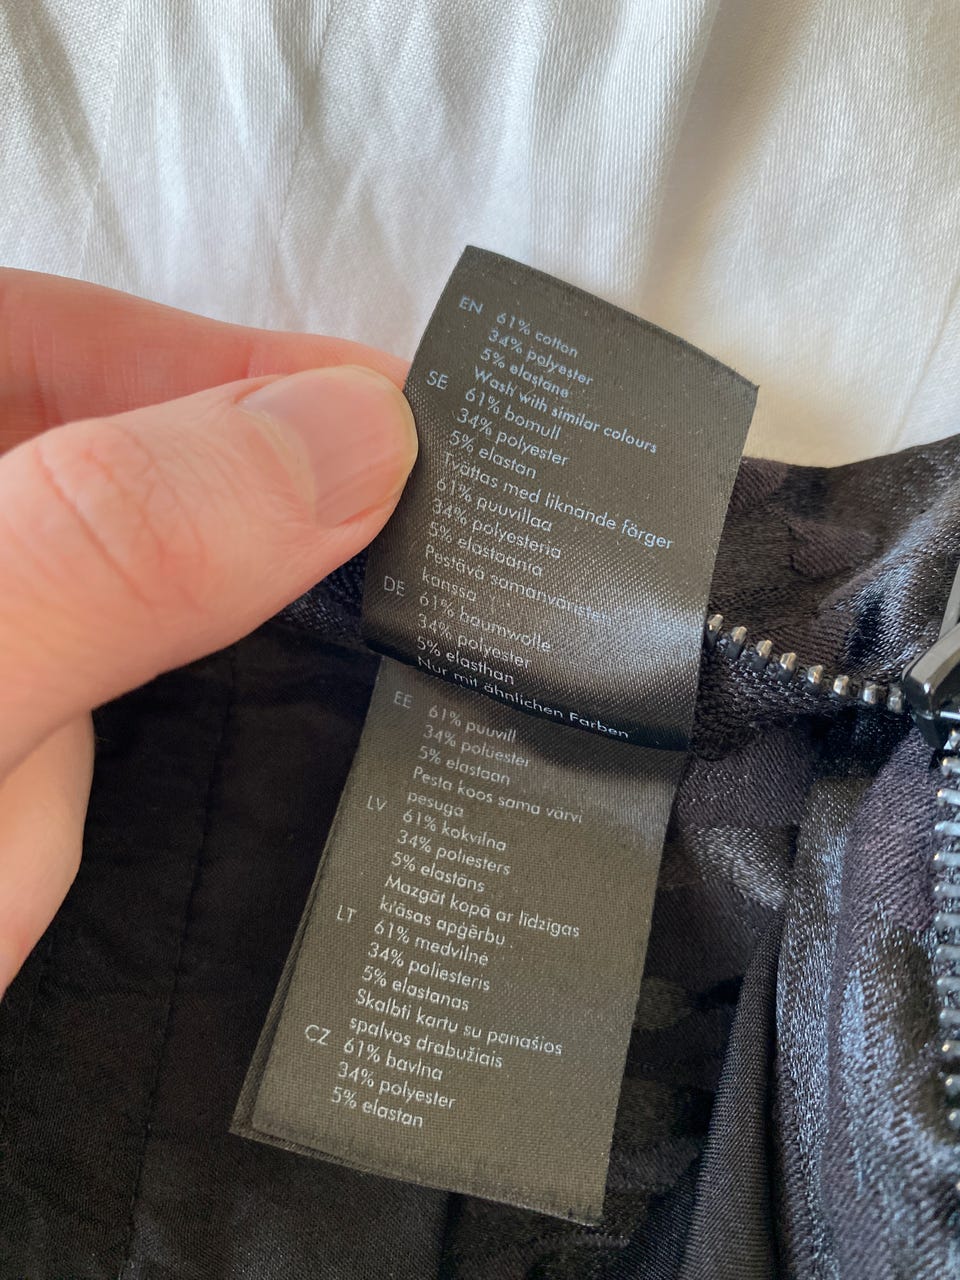 EN 61% cotton
34% polyester
5% elastane
Wash with similar colours
SE 61% bomull
34% polyester
5% elastan
Tvättas med liknande färger
61% puuvillaa
34% polyesteria
5% elastaania
Pestävä samanväristen
kanssa
DE 61% baumwolle
34% polyester
5% elasthan
Nur mit ähnlichen Farben
EE 61% puuvill
34% polüester
5% elastaan
Pesta koos sama värvi
pesuga
LV 61% kokvilna
34% poliesters
5% elastāns
Mazgāt kopā ar līdzīgas
krāsas apģērbu
LT 61% medvilnė
34% poliesteris
5% elastanas
Skalbti kartu su panašios
spalvos drabužiais
CZ 61% bavlna
34% polyester
5% elastan